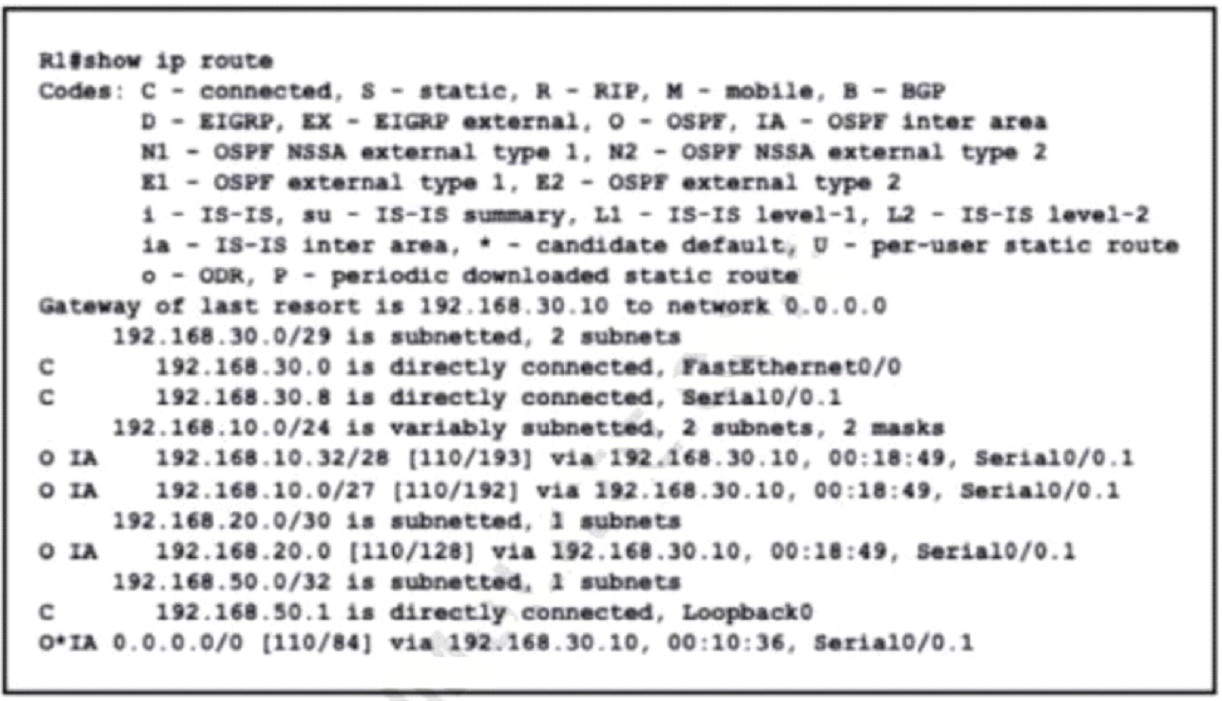 R1#show ip route
Codes: C - connected, S - static, R - RIP, M - mobile, B - BGP
D - EIGRP, EX - EIGRP external, O - OSPF, IA - OSPF inter area
N1 - OSPF NSSA external type 1, N2 - OSPF NSSA external type 2
E1 - OSPF external type 1, E2 - OSPF external type 2
i - IS-IS, su - IS-IS summary, L1 - IS-IS level-1, L2 - IS-IS level-2
ia - IS-IS inter area, * - candidate default, U - per-user static route
o - ODR, P - periodic downloaded static route
Gateway of last resort is 192.168.30.10 to network 0.0.0.0
192.168.30.0/29 is subnetted, 2 subnets
C 192.168.30.0 is directly connected, FastEthernet0/0
C 192.168.30.8 is directly connected, Serial0/0.1
192.168.10.0/24 is variably subnetted, 2 subnets, 2 masks
O IA 192.168.10.32/28 [110/193] via 192.168.30.10, 00:18:49, Serial0/0.1
O IA 192.168.10.0/27 [110/192] via 192.168.30.10, 00:18:49, Serial0/0.1
192.168.20.0/30 is subnetted, 1 subnets
O IA 192.168.20.0 [110/128] via 192.168.30.10, 00:18:49, Serial0/0.1
192.168.50.0/32 is subnetted, 1 subnets
C 192.168.50.1 is directly connected, Loopback0
O*IA 0.0.0.0/0 [110/84] via 192.168.30.10, 00:10:36, Serial0/0.1